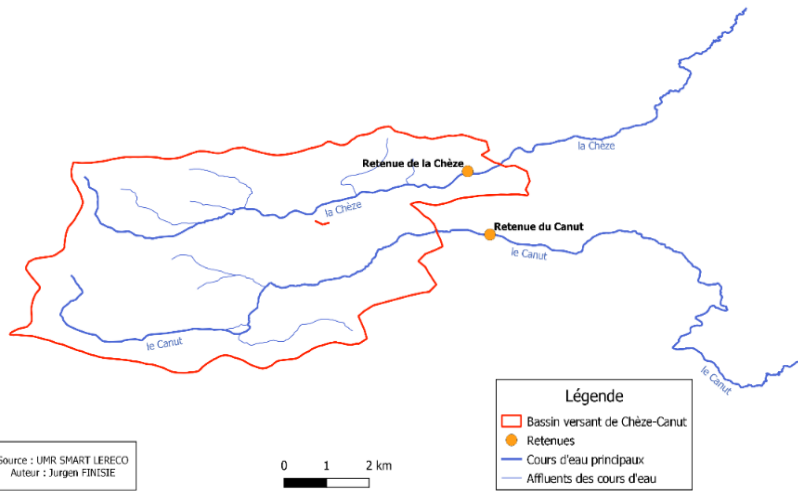 la Chèze
Retenue de la Chèze
la Chèze
Retenue du Canut
le Canut
le Canut
le Canut
Légende
Bassin versant de Chèze-Canut
Retenues
Cours d'eau principaux
Affluents des cours d'eau
Source : UMR SMART LERECO
Auteur : Jurgen FINISIE
0 1 2 km